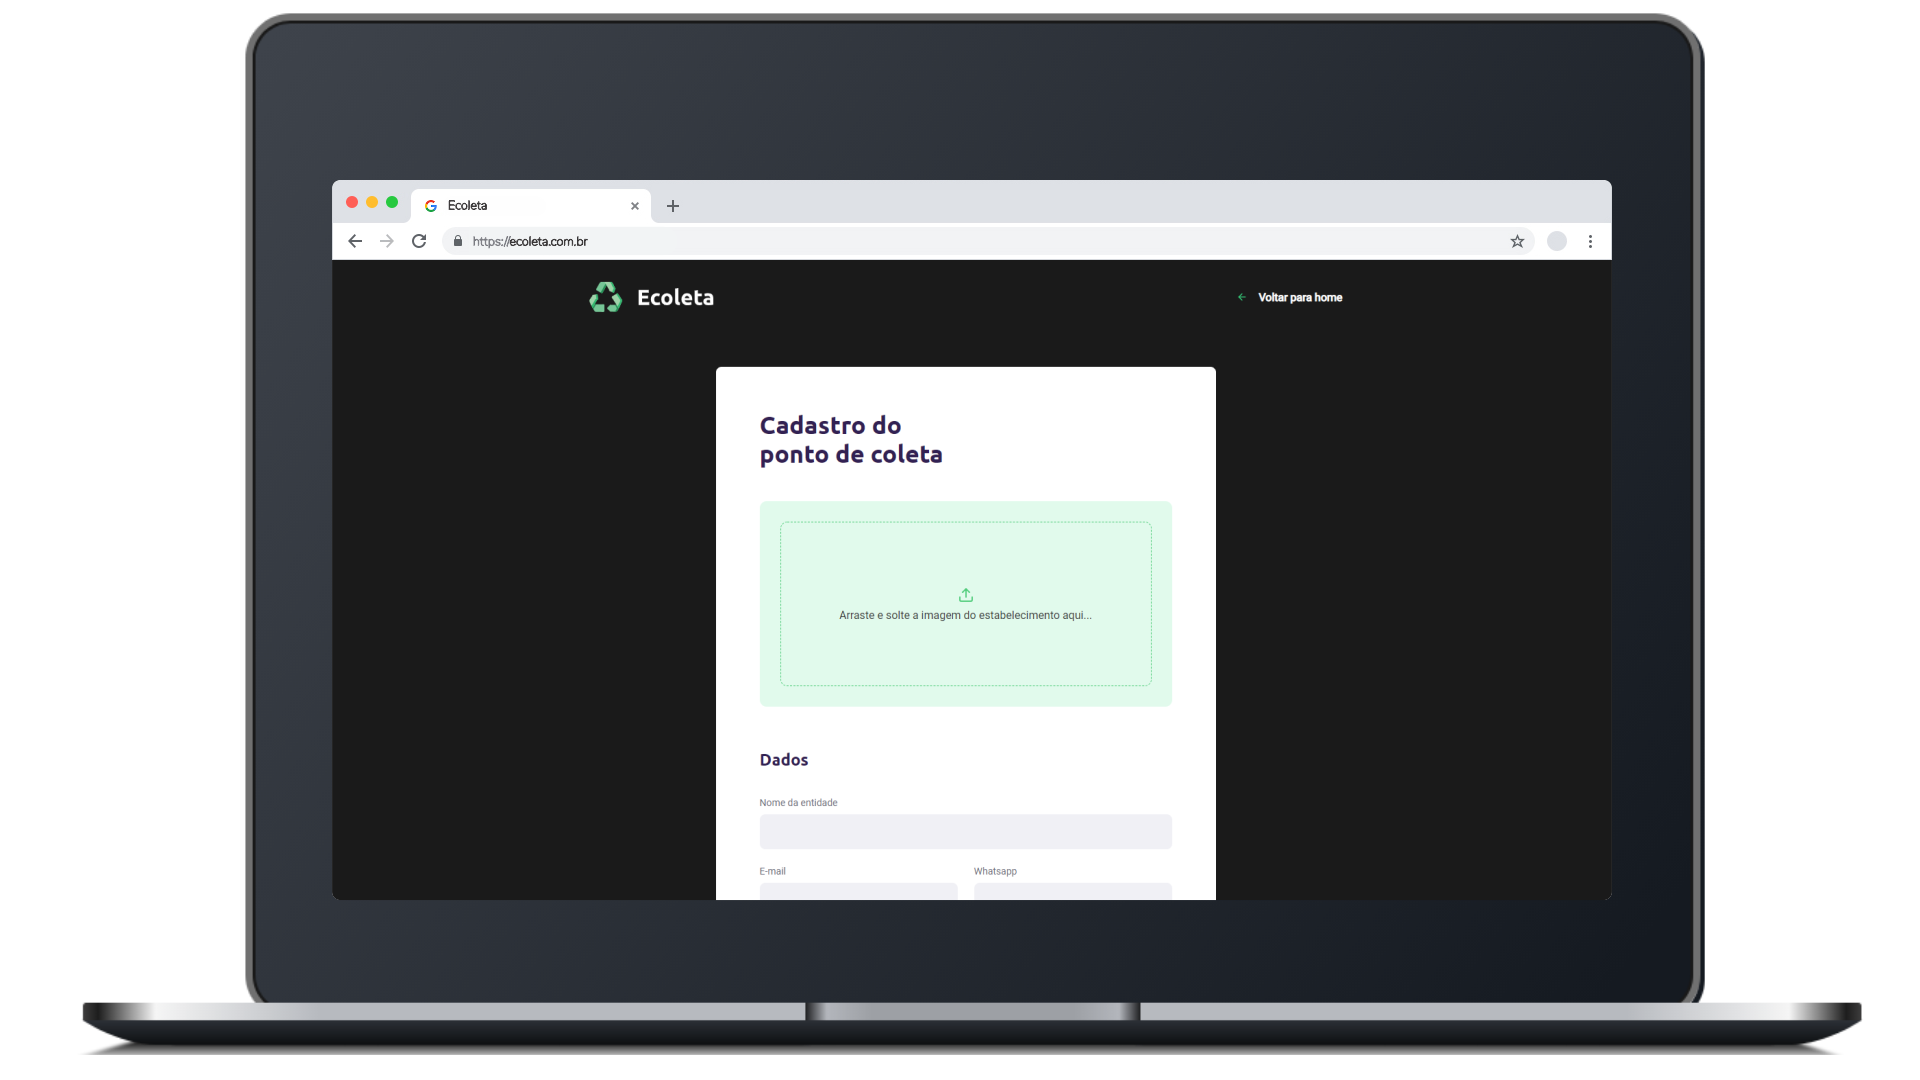 Ecoleta
https://ecoleta.com.br
Ecoleta
Voltar para home
Cadastro do
ponto de coleta
Arraste e solte a imagem do estabelecimento aqui...
Dados
Nome da entidade
E-mail
Whatsapp